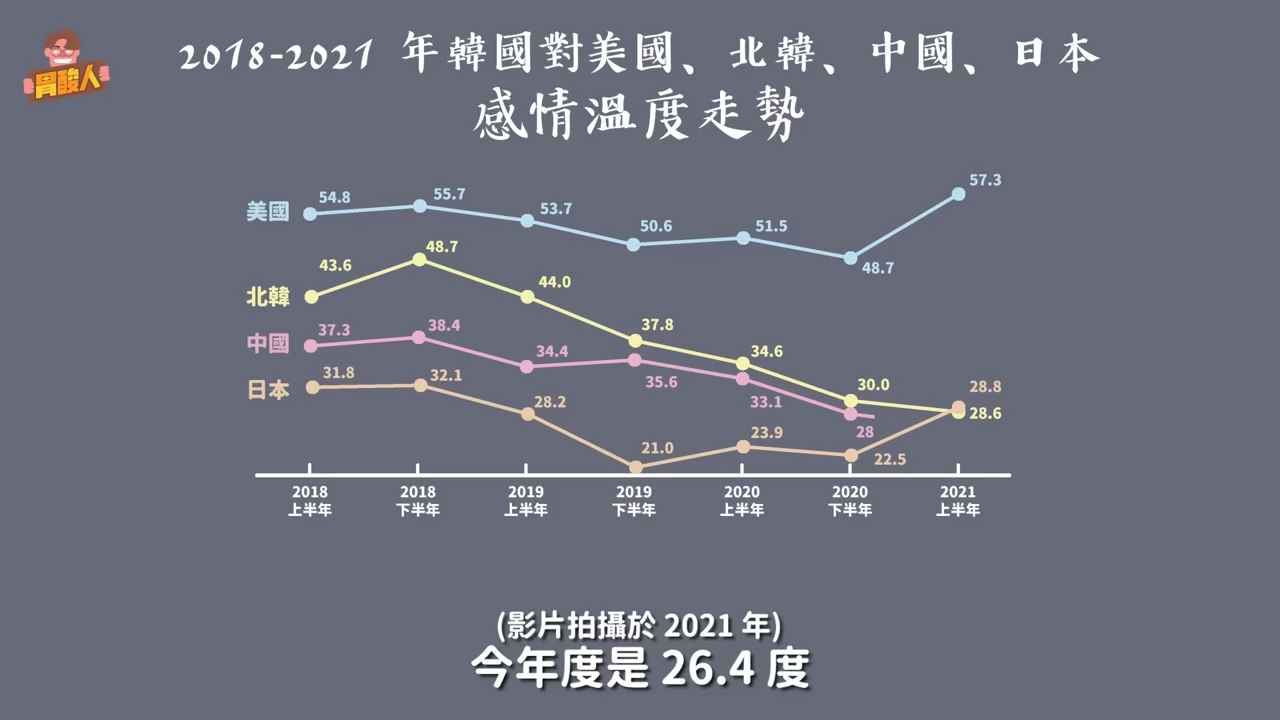 胃酸人
2018-2021 年韓國對美國、北韓、中國、日本
感情溫度走勢
57.3
54.8
55.7
53.7
50.6
51.5
48.7
美國
43.6
48.7
44.0
37.8
34.6
30.0
28.6
北韓
37.3
38.4
34.4
35.6
33.1
28
中國
31.8
32.1
28.2
21.0
23.9
22.5
28.8
日本
2018 上半年
2018 下半年
2019 上半年
2019 下半年
2020 上半年
2020 下半年
2021 上半年
(影片拍攝於 2021 年)
今年度是 26.4 度